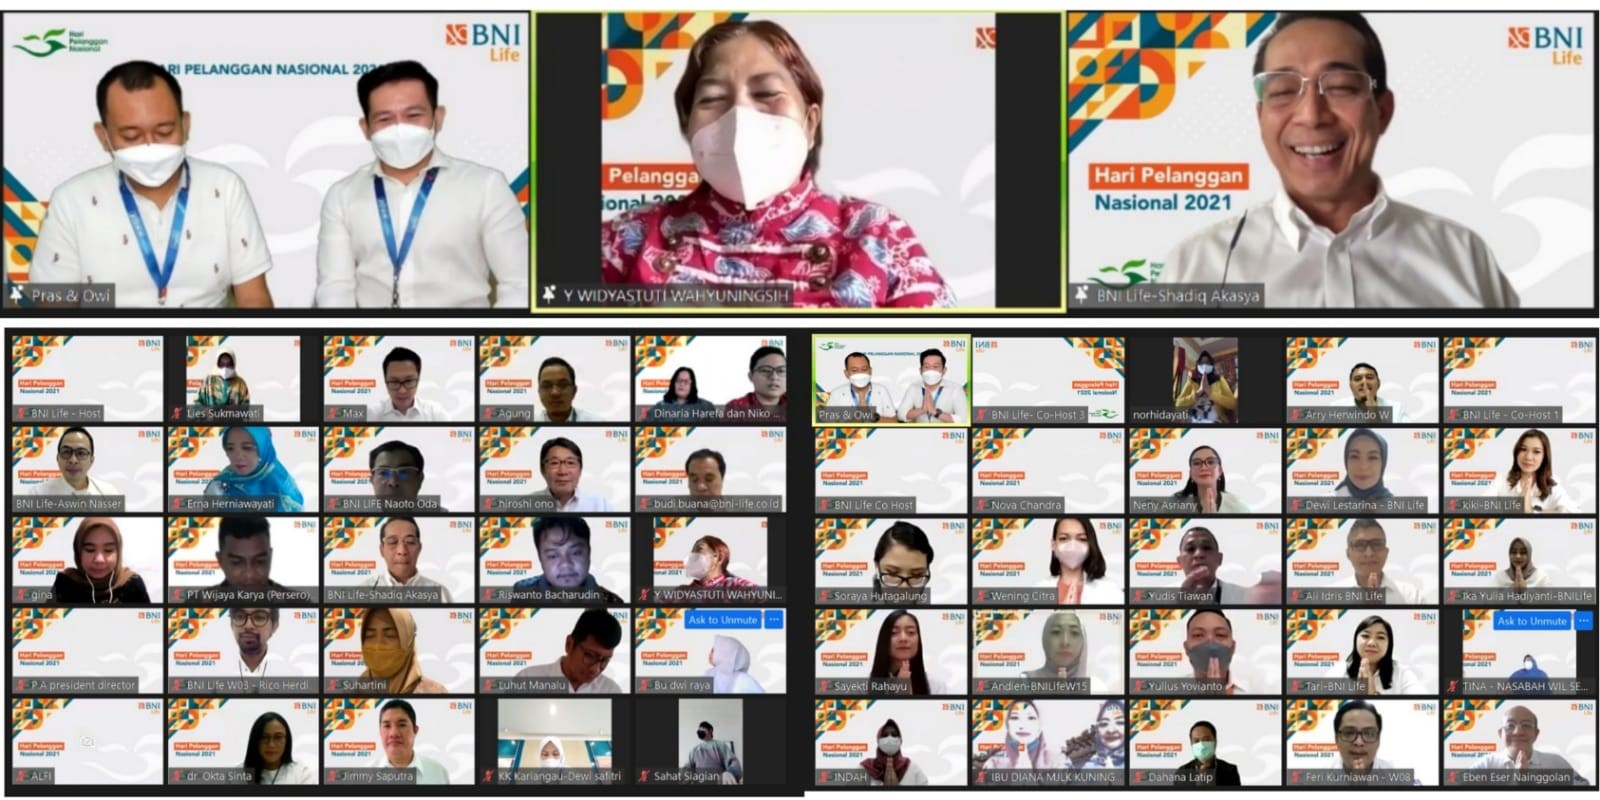 Hari
Pelanggan
Nasional
BNI
Life
ARI PELANGGAN NASIONAL 202
Pras & Owi
Pelangga
ional 202
Y WIDYASTUTI WAHYUNINGSIH
BNI
Life
Hari Pelanggan
Nasional 2021
Hari
Pe
BNI Life-Shadiq Akasya
BNI Life - Host
Lies Sukmawati
Max
Agung
Dinaria Harefa dan Niko ...
Pras & Owi
BNI Life- Co-Host 3
norhidayati
Arry Herwindo W
BNI Life - Co-Host 1
BNI Life-Aswin Nasser
Erna Herniawayati
BNI LIFE Naoto Oda
hiroshi ono
budi.buana@bni-life.co.id
BNI Life Co Host
Nova Chandra
Neny Asriany
Dewi Lestarina - BNI Life
kiki-BNI Life
gina
PT Wijaya Karya (Persero)
BNI Life-Shadiq Akasya
Riswanto Bacharudin
Y WIDYASTUTI WAHYUNI...
Soraya Hutagalung
Wening Citra
Yudis Tiawan
Ali Idris BNI Life
Ika Yulia Hadiyanti-BNILife
Ask to Unmute ...
Ask to Unmute ...
P.A president director
BNI Life W03 - Rico Herdi
Suhartini
Luhut Manalu
Bu dwi raya
Sayekti Rahayu
Andien-BNILifeW15
Yulius Yovianto
Tari-BNI Life
TINA - NASABAH WIL SE...
ALFI
dr. Okta Sinta
Jimmy Saputra
KK Kariangau-Dewi safitri
Sahat Siagian
INDAH
IBU DIANA MJLK KUNING...
Dahana Latip
Feri Kurniawan - W08
Eben Eser Nainggolan